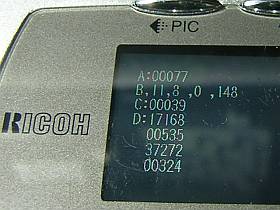 PIC
RICOH
A:00077
B,11,8 ,0 ,148
C:00039
D:17168
00535
37272
00324